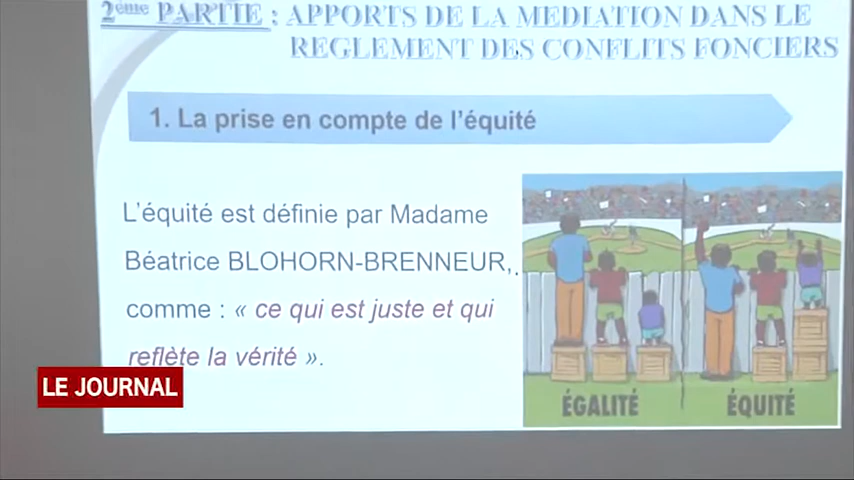 2ème PARTIE : APPORTS DE LA MEDIATION DANS LE
REGLEMENT DES CONFLITS FONCIERS
1. La prise en compte de l'équité
L'équité est définie par Madame
Béatrice BLOHORN-BRENNEUR,
comme : « ce qui est juste et qui
reflète la vérité ».
ÉGALITÉ
ÉQUITÉ
LE JOURNAL